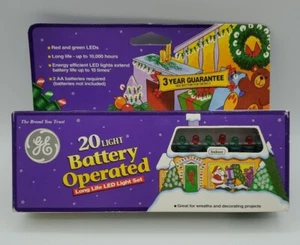 • Red and green LEDs
• Long life - up to 10,000 hours
• Energy efficient LED lights extend
battery life up to 10 times*
• 2 AA batteries required
(batteries not included)
3 YEAR GUARANTEE
The Brand You Trust
GE
20 LIGHT
Battery
Operated
Long Life LED Light Set
• Great for wreaths and decorating projects